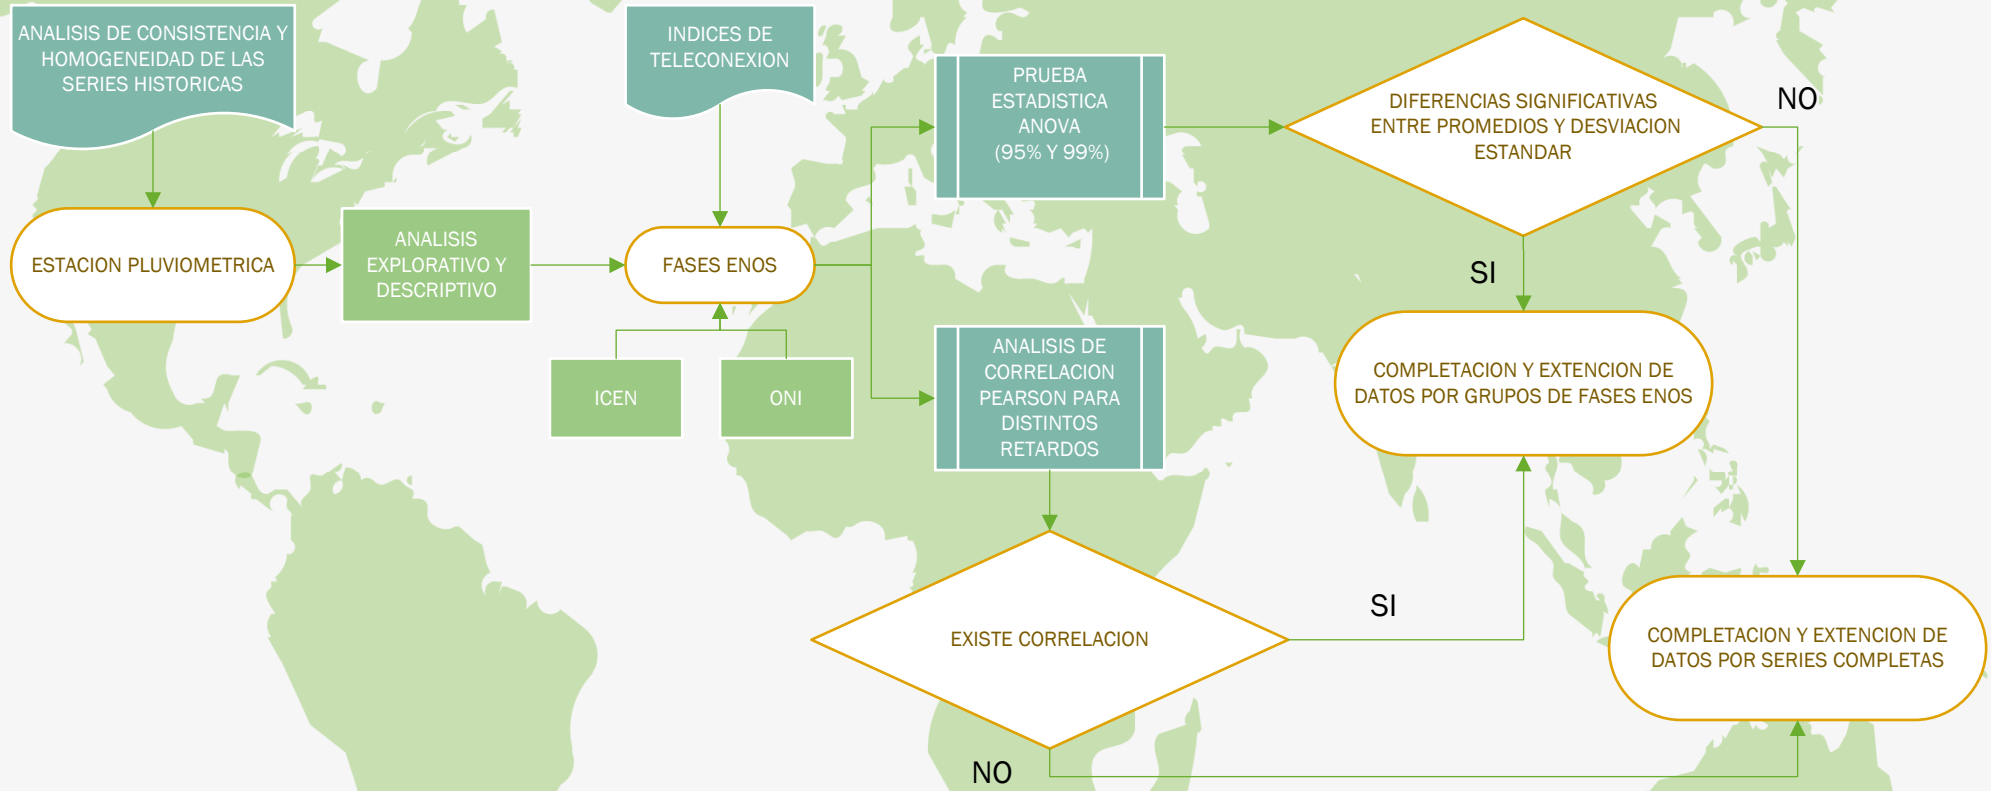 ANALISIS DE CONSISTENCIA Y
HOMOGENEIDAD DE LAS
SERIES HISTORICAS
INDICES DE
TELECONEXION
PRUEBA
ESTADISTICA
ANOVA
(95% Y 99%)
DIFERENCIAS SIGNIFICATIVAS
ENTRE PROMEDIOS Y DESVIACION
ESTANDAR
NO
ESTACION PLUVIOMETRICA
ANALISIS
EXPLORATIVO Y
DESCRIPTIVO
FASES ENOS
SI
ICEN
ONI
ANALISIS DE
CORRELACION
PEARSON PARA
DISTINTOS
RETARDOS
COMPLETACION Y EXTENCION DE
DATOS POR GRUPOS DE FASES ENOS
EXISTE CORRELACION
SI
COMPLETACION Y EXTENCION DE
DATOS POR SERIES COMPLETAS
NO